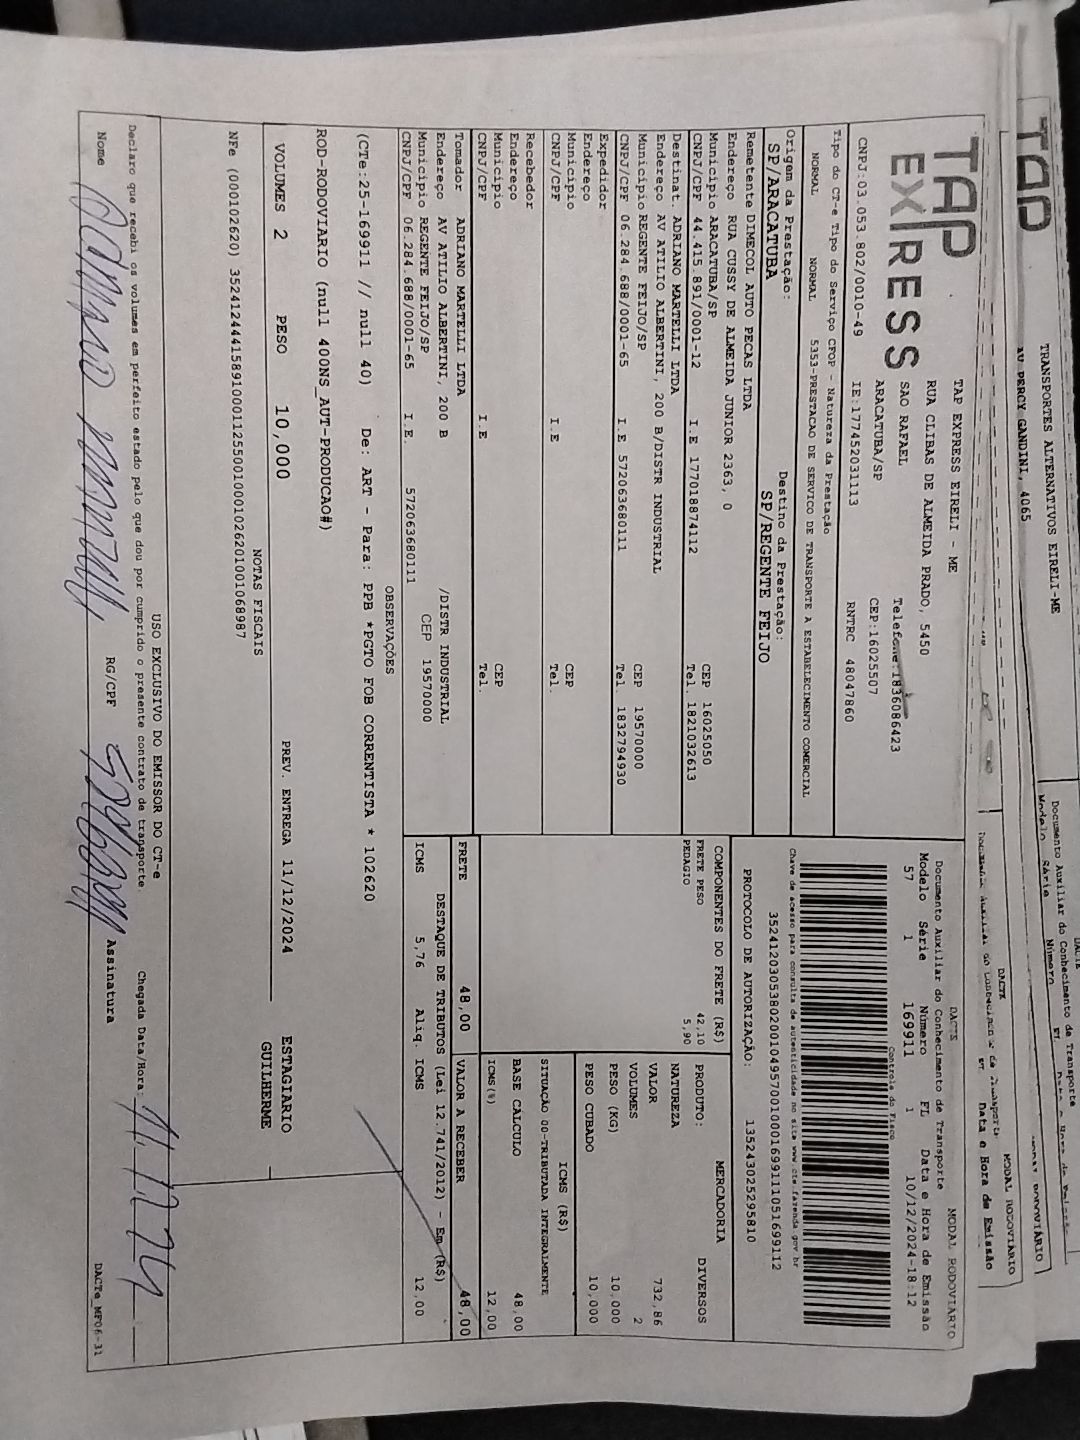 TRANSPORTES ALTERNATIVOS EIRELI-ME
AV PERCY GANDINI, 4065
TAP EXPRESS
TAP EXPRESS EIRELI - ME
RUA CLIBAS DE ALMEIDA PRADO, 5450
SAO RAFAEL
ARACATUBA/SP
Telefone:1836086423
CEP:16025507
CNPJ:03.053.802/0010-49 IE:177452031113 RNTRC 48047860
DACTE MODAL RODOVIARIO
Documento Auxiliar do Conhecimento de Transporte
Modelo Série Número FL Data e Hora de Emissão
57 1 169911 1 10/12/2024-18:12
Controle do Fisco
Chave de acesso para consulta de autenticidade no site www.cte.fazenda.gov.br
35241203053802001049570010001699111051699112
PROTOCOLO DE AUTORIZAÇÃO: 135243025295810
Tipo do CT-e Tipo do Serviço CFOP - Natureza da Prestação
NORMAL NORMAL 5353-PRESTACAO DE SERVICO DE TRANSPORTE A ESTABELECIMENTO COMERCIAL
Origem da Prestação: Destino da Prestação:
SP/ARACATUBA SP/REGENTE FEIJO
Remetente DIMECOL AUTO PECAS LTDA
Endereço RUA CUSSY DE ALMEIDA JUNIOR 2363, 0
Municipio ARACATUBA/SP CEP 16025050
CNPJ/CPF 44.415.891/0001-12 I.E 177018874112 Tel. 1821032613
Destinat. ADRIANO MARTELLI LTDA
Endereço AV ATILIO ALBERTINI, 200 B/DISTR INDUSTRIAL
Municipio REGENTE FEIJO/SP CEP 19570000
CNPJ/CPF 06.284.688/0001-65 I.E 572063680111 Tel. 1832794930
Expedidor
Endereço
Municipio CEP
CNPJ/CPF I.E Tel.
Recebedor
Endereço
Municipio CEP
CNPJ/CPF I.E Tel.
Tomador ADRIANO MARTELLI LTDA
Endereço AV ATILIO ALBERTINI, 200 B /DISTR INDUSTRIAL
Municipio REGENTE FEIJO/SP CEP 19570000
CNPJ/CPF 06.284.688/0001-65 I.E. 572063680111
COMPONENTES DO FRETE (R$)
FRETE PESO 42,10
PEDAGIO 5,90
MERCADORIA
PRODUTO: DIVERSOS
NATUREZA
VALOR 732,86
VOLUMES 2
PESO (KG) 10,000
PESO CUBADO 10,000
ICMS (R$)
SITUAÇÃO 00-TRIBUTADA INTEGRALMENTE
BASE CALCULO 48,00
ICMS(%) 12,00
FRETE 48,00 VALOR A RECEBER 48,00
DESTAQUE DE TRIBUTOS (Lei 12.741/2012) - Em (R$)
ICMS 5,76 Aliq. ICMS 12,00
OBSERVAÇÕES
(CTe:25-169911 // null 40) De: ART - Para: PPB *PGTO FOB CORRENTISTA * 102620
ROD-RODOVIARIO (null 400NS_AUT-PRODUCAO#)
VOLUMES 2 PESO 10,000 PREV. ENTREGA 11/12/2024
ESTAGIARIO
GUILHERME
NOTAS FISCAIS
NFe (000102620) 35241244415891000112550010001026201001068987
USO EXCLUSIVO DO EMISSOR DO CT-e
Declaro que recebi os volumes em perfeito estado pelo que dou por cumprido o presente contrato de transporte. Chegada Data/Hora: 11.12.24
Nome RG/CPF Assinatura
DACTe_MF06-31